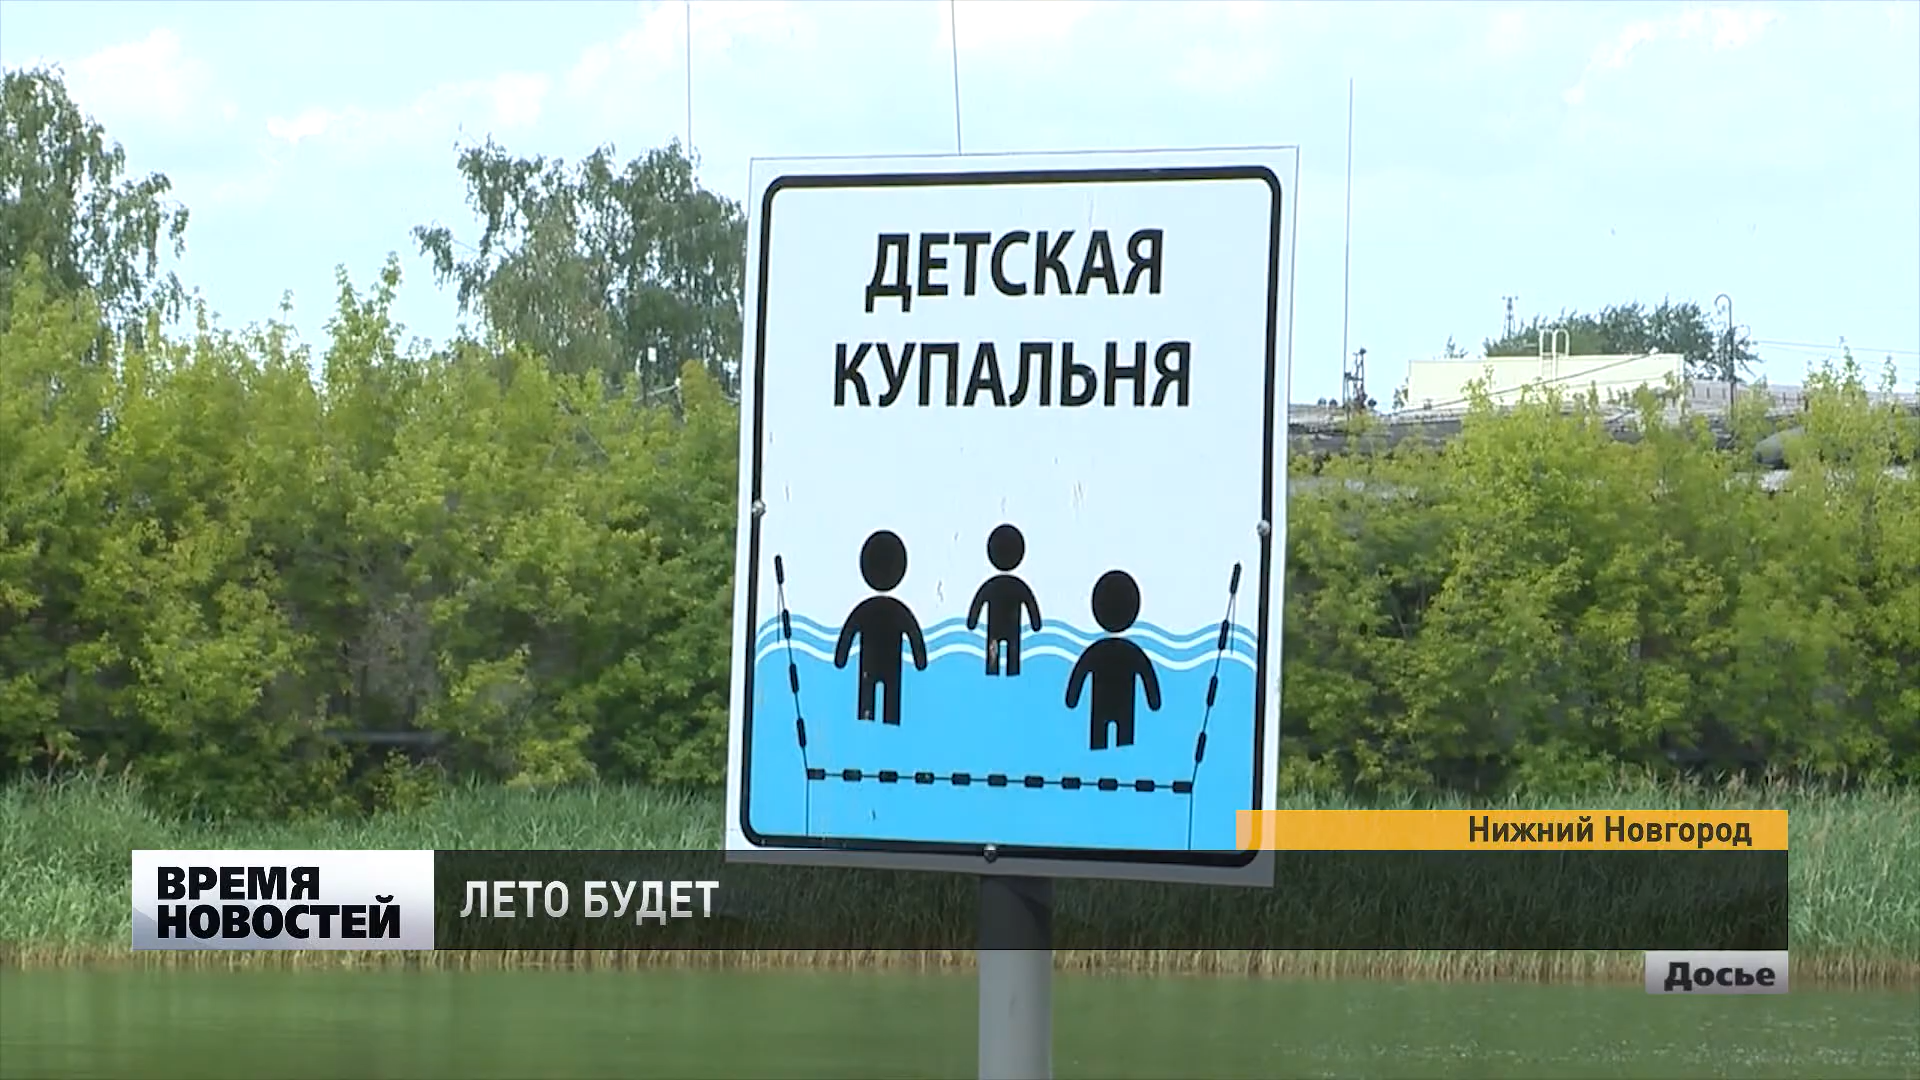 ДЕТСКАЯ
КУПАЛЬНЯ
Нижний Новгород
ВРЕМЯ
НОВОСТЕЙ
ЛЕТО БУДЕТ
Досье